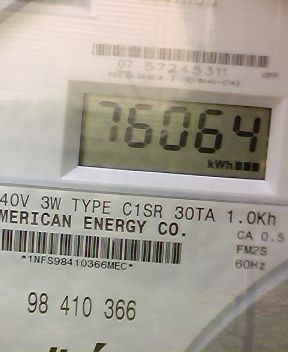 07 57245311
76064
kWh
40V 3W TYPE C1SR 30TA 1.0Kh
MERICAN ENERGY CO.
CA 0.5
FM2S
*1NFS98410366MEC*
60Hz
98 410 366